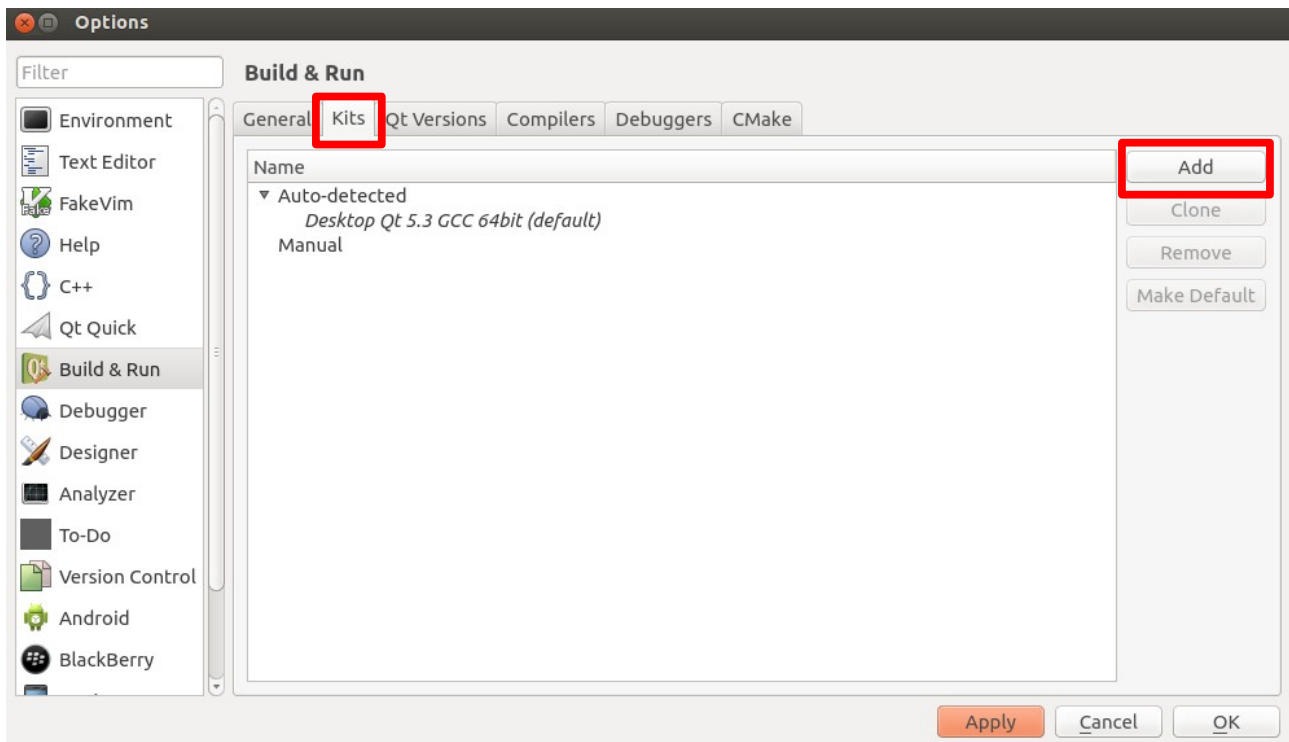 Options
Filter
Build & Run
Environment
Text Editor
FakeVim
Help
C++
Qt Quick
Build & Run
Debugger
Designer
Analyzer
To-Do
Version Control
Android
BlackBerry
General Kits Qt Versions Compilers Debuggers CMake
Name
Auto-detected
Desktop Qt 5.3 GCC 64bit (default)
Manual
Add
Clone
Remove
Make Default
Apply Cancel OK